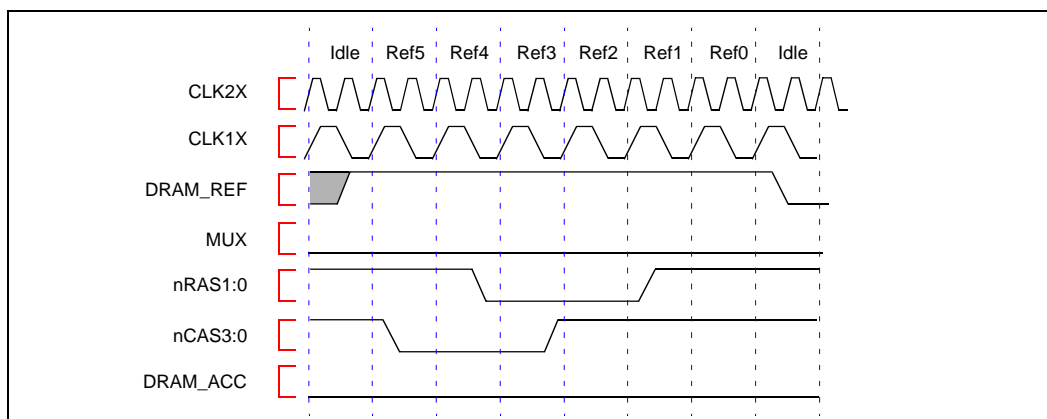 Idle Ref5 Ref4 Ref3 Ref2 Ref1 Ref0 Idle
CLK2X
CLK1X
DRAM_REF
MUX
nRAS1:0
nCAS3:0
DRAM_ACC